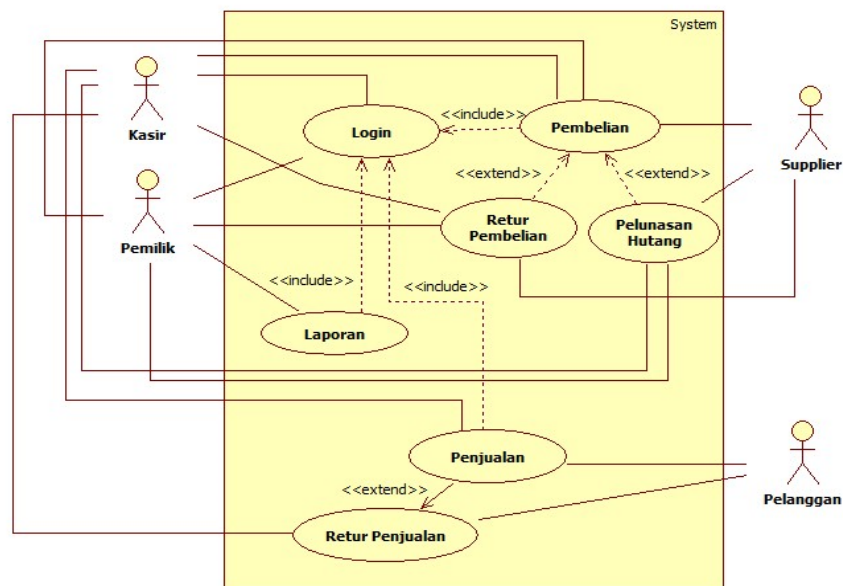 System
Kasir
Login
<<include>>
Pembelian
Supplier
<<extend>>
<<extend>>
Pemilik
Retur
Pembelian
Pelunasan
Hutang
<<include>>
<<include>>
Laporan
Penjualan
<<extend>>
Pelanggan
Retur Penjualan